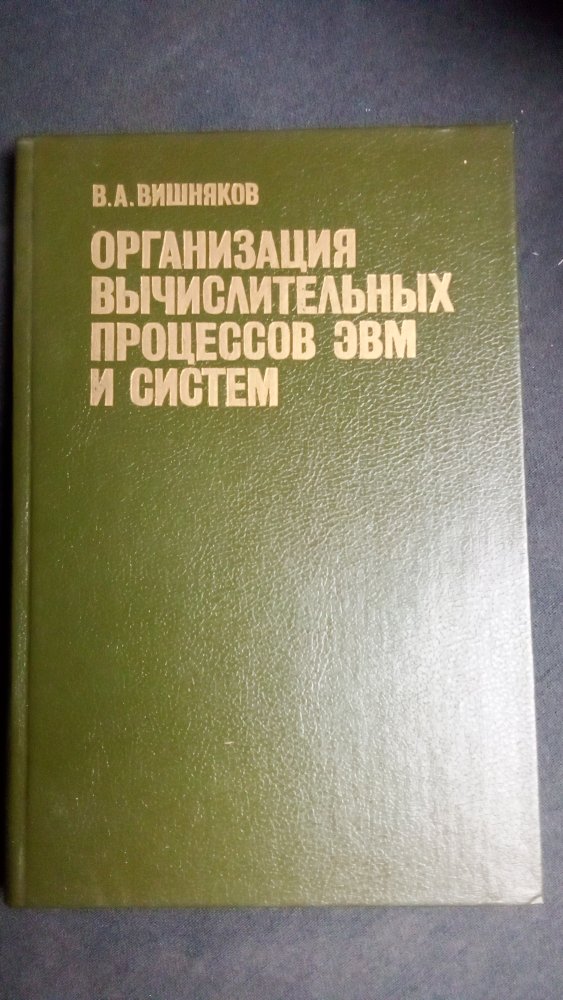 В.А.ВИШНЯКОВ
ОРГАНИЗАЦИЯ
ВЫЧИСЛИТЕЛЬНЫХ
ПРОЦЕССОВ ЭВМ
И СИСТЕМ